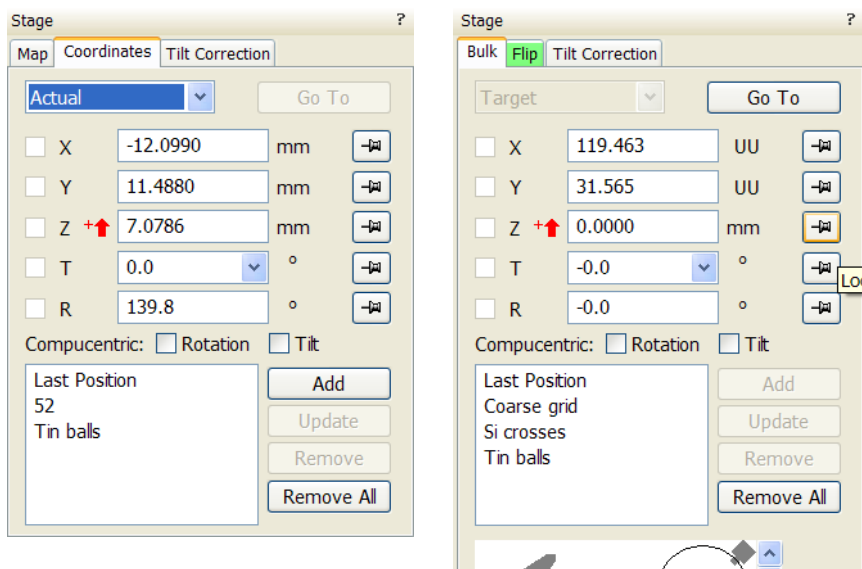 Stage ?
Map Coordinates Tilt Correction
Actual Go To
X -12.0990 mm
Y 11.4880 mm
Z + 7.0786 mm
T 0.0 °
R 139.8 °
Compucentric: Rotation Tilt
Last Position
52
Tin balls
Add
Update
Remove
Remove All
Stage ?
Bulk Flip Tilt Correction
Target Go To
X 119.463 UU
Y 31.565 UU
Z + 0.0000 mm
T -0.0 °
R -0.0 °
Compucentric: Rotation Tilt
Last Position
Coarse grid
Si crosses
Tin balls
Add
Update
Remove
Remove All